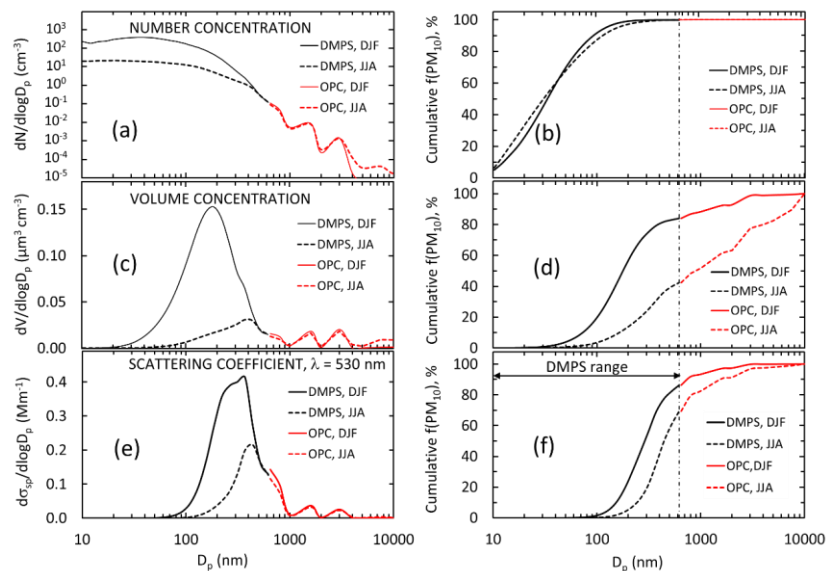 NUMBER CONCENTRATION
dN/dlogDp (cm⁻³)
10³
10²
10¹
10⁰
10⁻¹
10⁻²
10⁻³
10⁻⁴
10⁻⁵
DMPS, DJF
DMPS, JJA
OPC, DJF
OPC, JJA
(a)
Cumulative f(PM₁₀), %
100
80
60
40
20
0
10
100
1000
10000
DMPS, DJF
DMPS, JJA
OPC, DJF
OPC, JJA
(b)
VOLUME CONCENTRATION
dV/dlogDp (μm³ cm⁻³)
0.15
0.10
0.05
0.00
DMPS, DJF
DMPS, JJA
OPC, DJF
OPC, JJA
(c)
Cumulative f(PM₁₀), %
100
80
60
40
20
0
DMPS, DJF
DMPS, JJA
OPC, DJF
OPC, JJA
(d)
SCATTERING COEFFICIENT, λ = 530 nm
dσsp/dlogDp (Mm⁻¹)
0.4
0.3
0.2
0.1
0.0
DMPS, DJF
DMPS, JJA
OPC, DJF
OPC, JJA
(e)
10
100
1000
10000
Dp (nm)
Cumulative f(PM₁₀), %
100
80
60
40
20
0
DMPS range
DMPS, DJF
DMPS, JJA
OPC,DJF
OPC, JJA
(f)
10
100
1000
10000
Dp (nm)